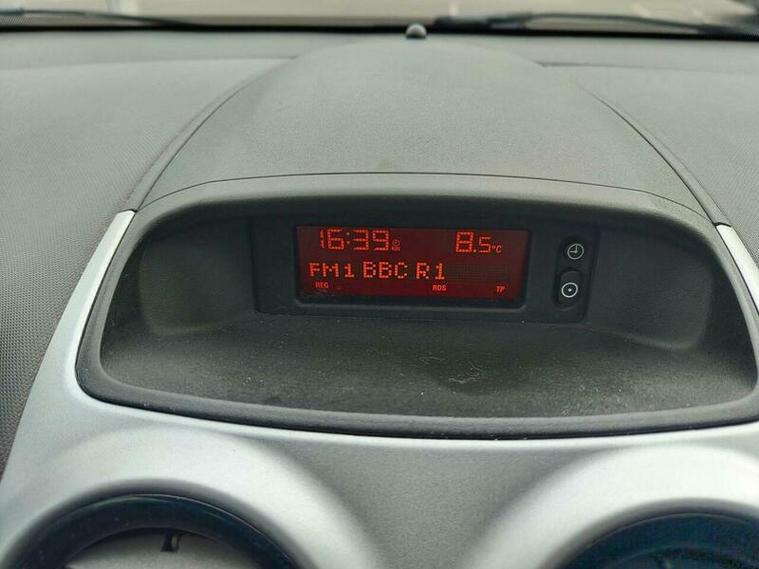 16:39 8.5°C
FM1 BBC R1
REG RDS TP